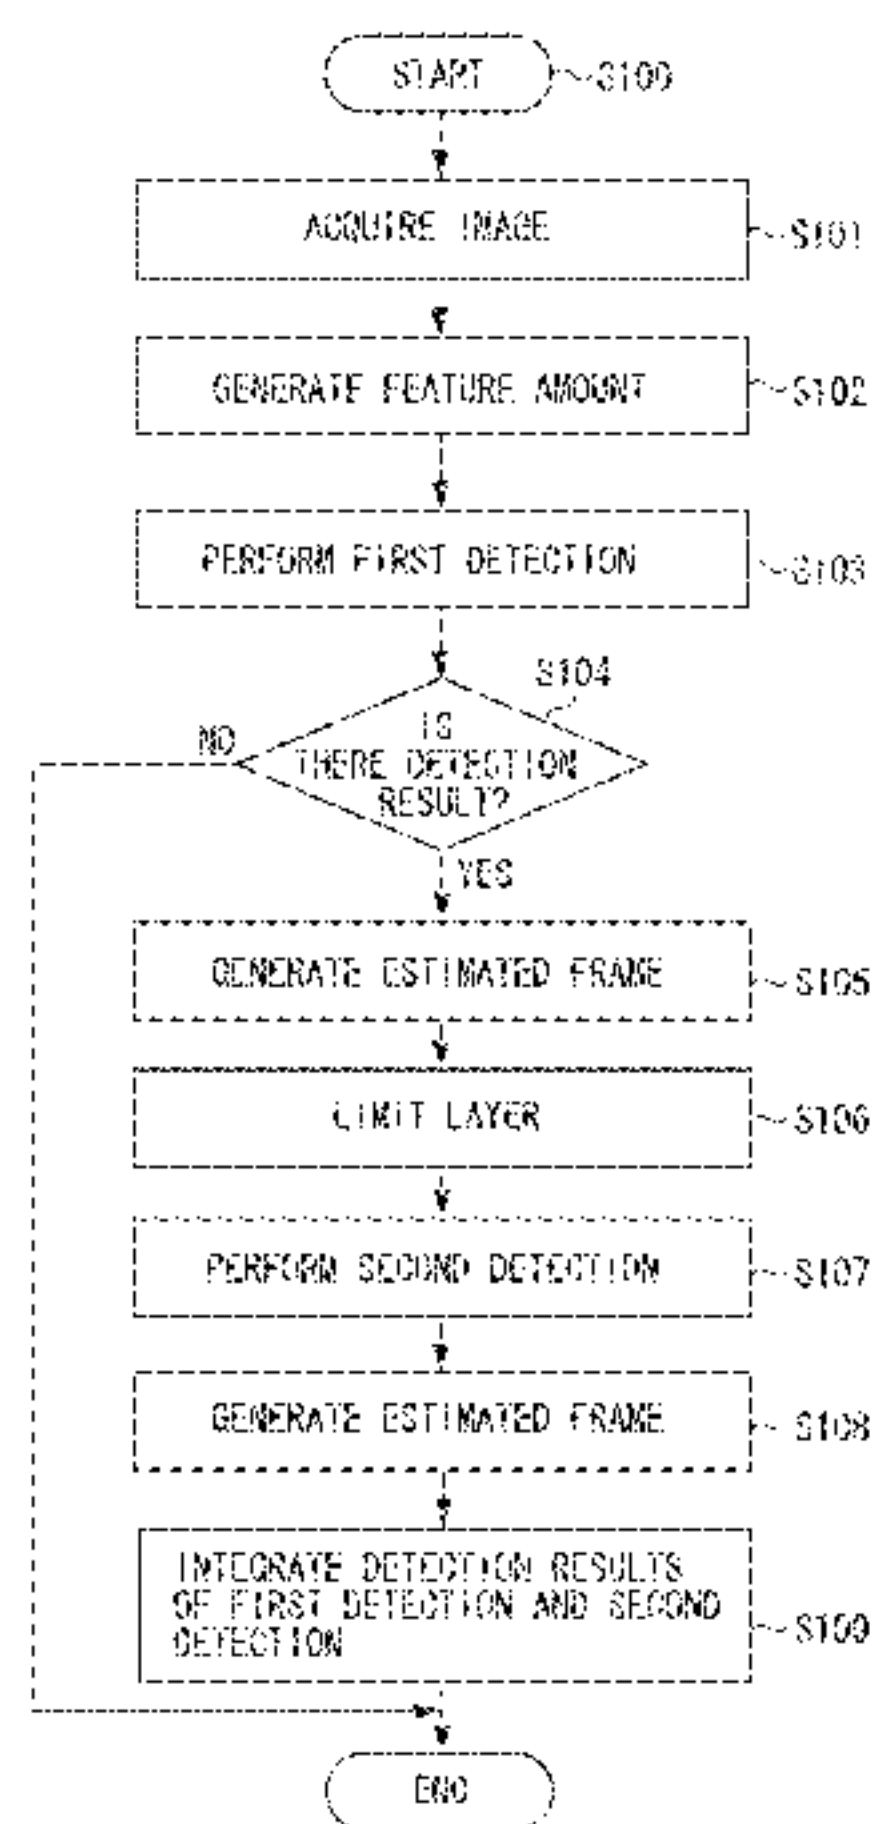 START
S100
ACQUIRE IMAGE
S101
GENERATE FEATURE AMOUNT
S102
PERFORM FIRST DETECTION
S103
S104
IS
THERE DETECTION
RESULT?
NO
YES
GENERATE ESTIMATED FRAME
S105
LIMIT LAYER
S106
PERFORM SECOND DETECTION
S107
GENERATE ESTIMATED FRAME
S108
INTEGRATE DETECTION RESULTS
OF FIRST DETECTION AND SECOND
DETECTION
S109
END